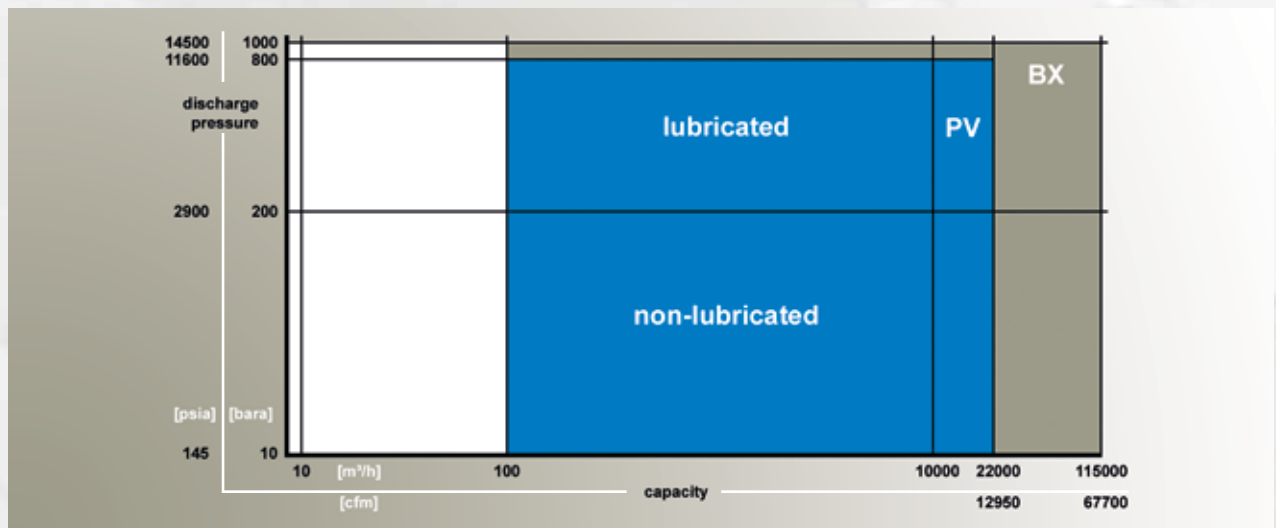 14500 1000
11600 800
discharge
pressure
lubricated
PV
BX
2900 200
non-lubricated
[psia] [bara]
145 10
10 [m³/h] 100 10000 22000 115000
capacity
[cfm] 12950 67700